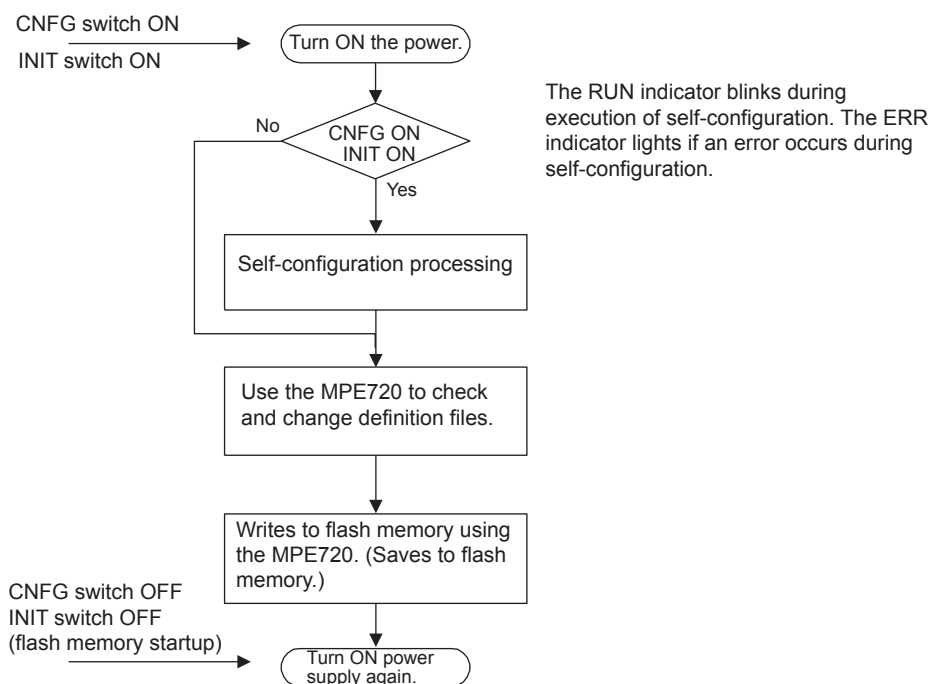 CNFG switch ON
INIT switch ON
Turn ON the power.
The RUN indicator blinks during
execution of self-configuration. The ERR
indicator lights if an error occurs during
self-configuration.
No
CNFG ON
INIT ON
Yes
Self-configuration processing
Use the MPE720 to check
and change definition files.
Writes to flash memory using
the MPE720. (Saves to flash
memory.)
CNFG switch OFF
INIT switch OFF
(flash memory startup)
Turn ON power
supply again.